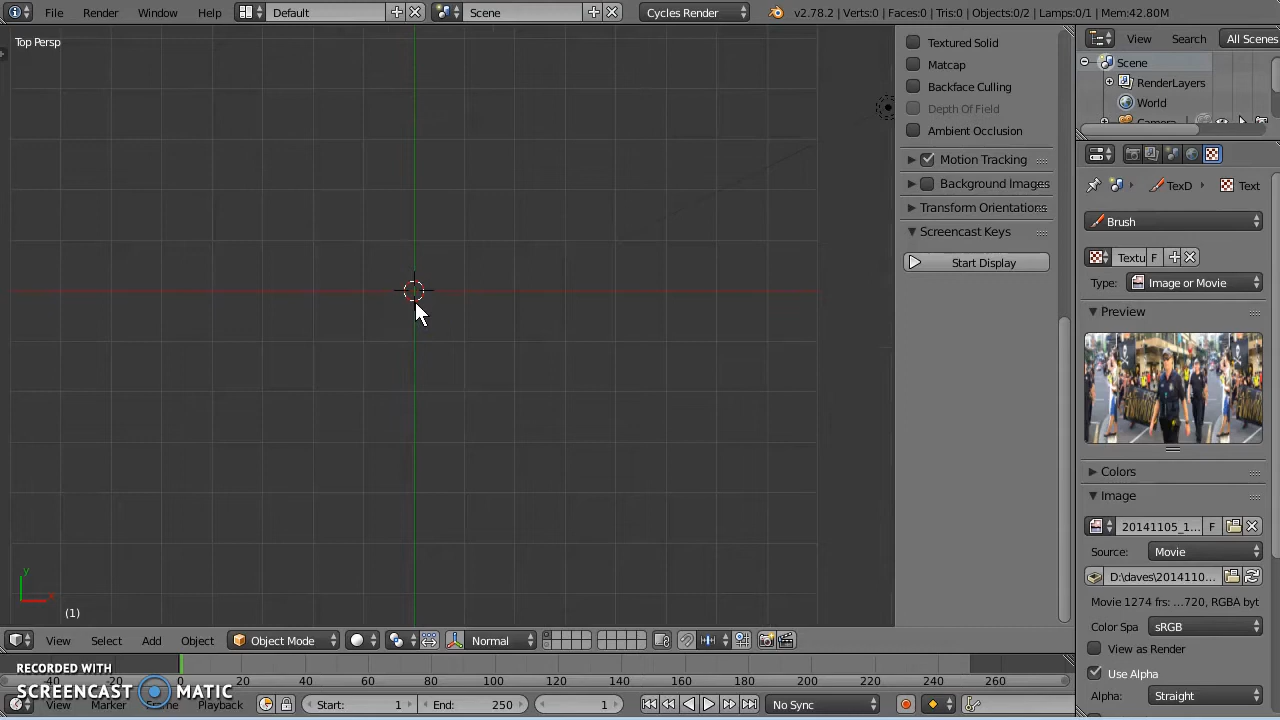 File Render Window Help Default Scene Cycles Render v2.78.2 | Verts:0 | Faces:0 | Tris:0 | Objects:0/2 | Lamps:0/1 | Mem:42.80M
Top Persp
Textured Solid
Matcap
Backface Culling
Depth Of Field
Ambient Occlusion
Motion Tracking
Background Images
Transform Orientations
Screencast Keys
Start Display
View Search All Scenes
Scene
RenderLayers
World
Camera
TexD Text
Brush
Textu F
Type: Image or Movie
Preview
Colors
Image
20141105_1... F
Source: Movie
D:\daves\2014110...
Movie 1274 frs: ...720, RGBA byt
Color Spa sRGB
View as Render
Use Alpha
Alpha: Straight
y
x
(1)
View Select Add Object Object Mode Normal
-40 -20 0 20 40 60 80 100 120 140 160 180 200 220 240 260
View Marker Frame Playback Start: 1 End: 250 1 No Sync
RECORDED WITH
SCREENCAST MATIC